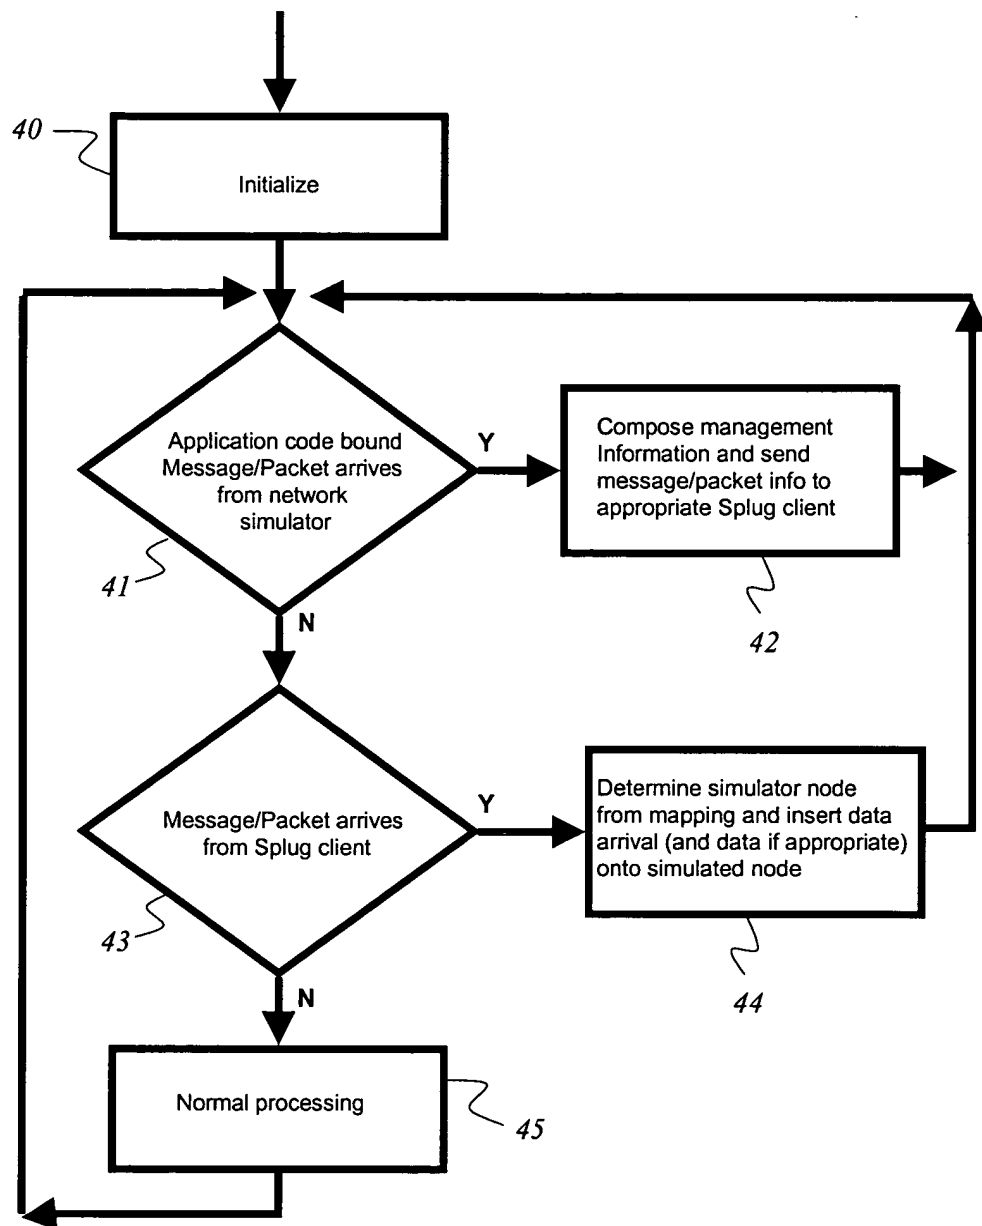 40
Initialize
Application code bound
Message/Packet arrives
from network
simulator
41
Y
Compose management
Information and send
message/packet info to
appropriate Splug client
42
N
Message/Packet arrives
from Splug client
43
Y
Determine simulator node
from mapping and insert data
arrival (and data if appropriate)
onto simulated node
44
N
Normal processing
45